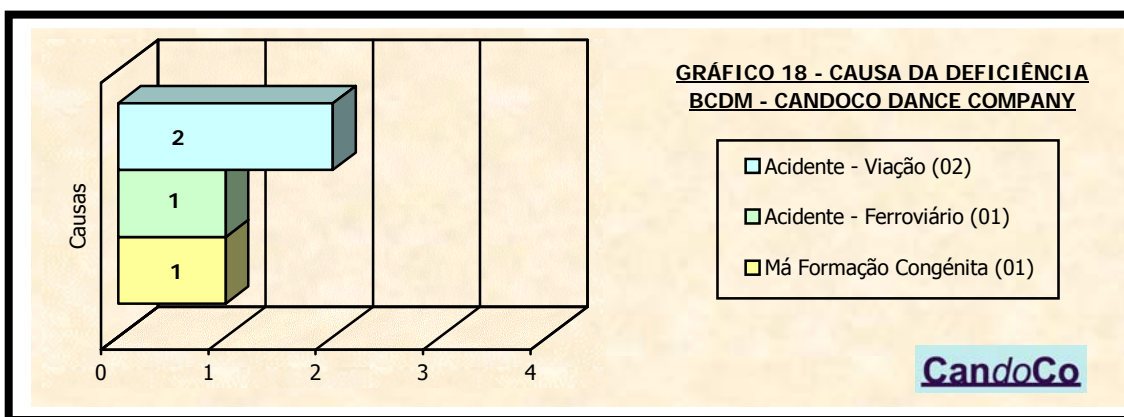 GRÁFICO 18 - CAUSA DA DEFICIÊNCIA
BCDM - CANDOCO DANCE COMPANY
2
1
1
Causas
0 1 2 3 4
Acidente - Viação (02)
Acidente - Ferroviário (01)
Má Formação Congénita (01)
CandoCo